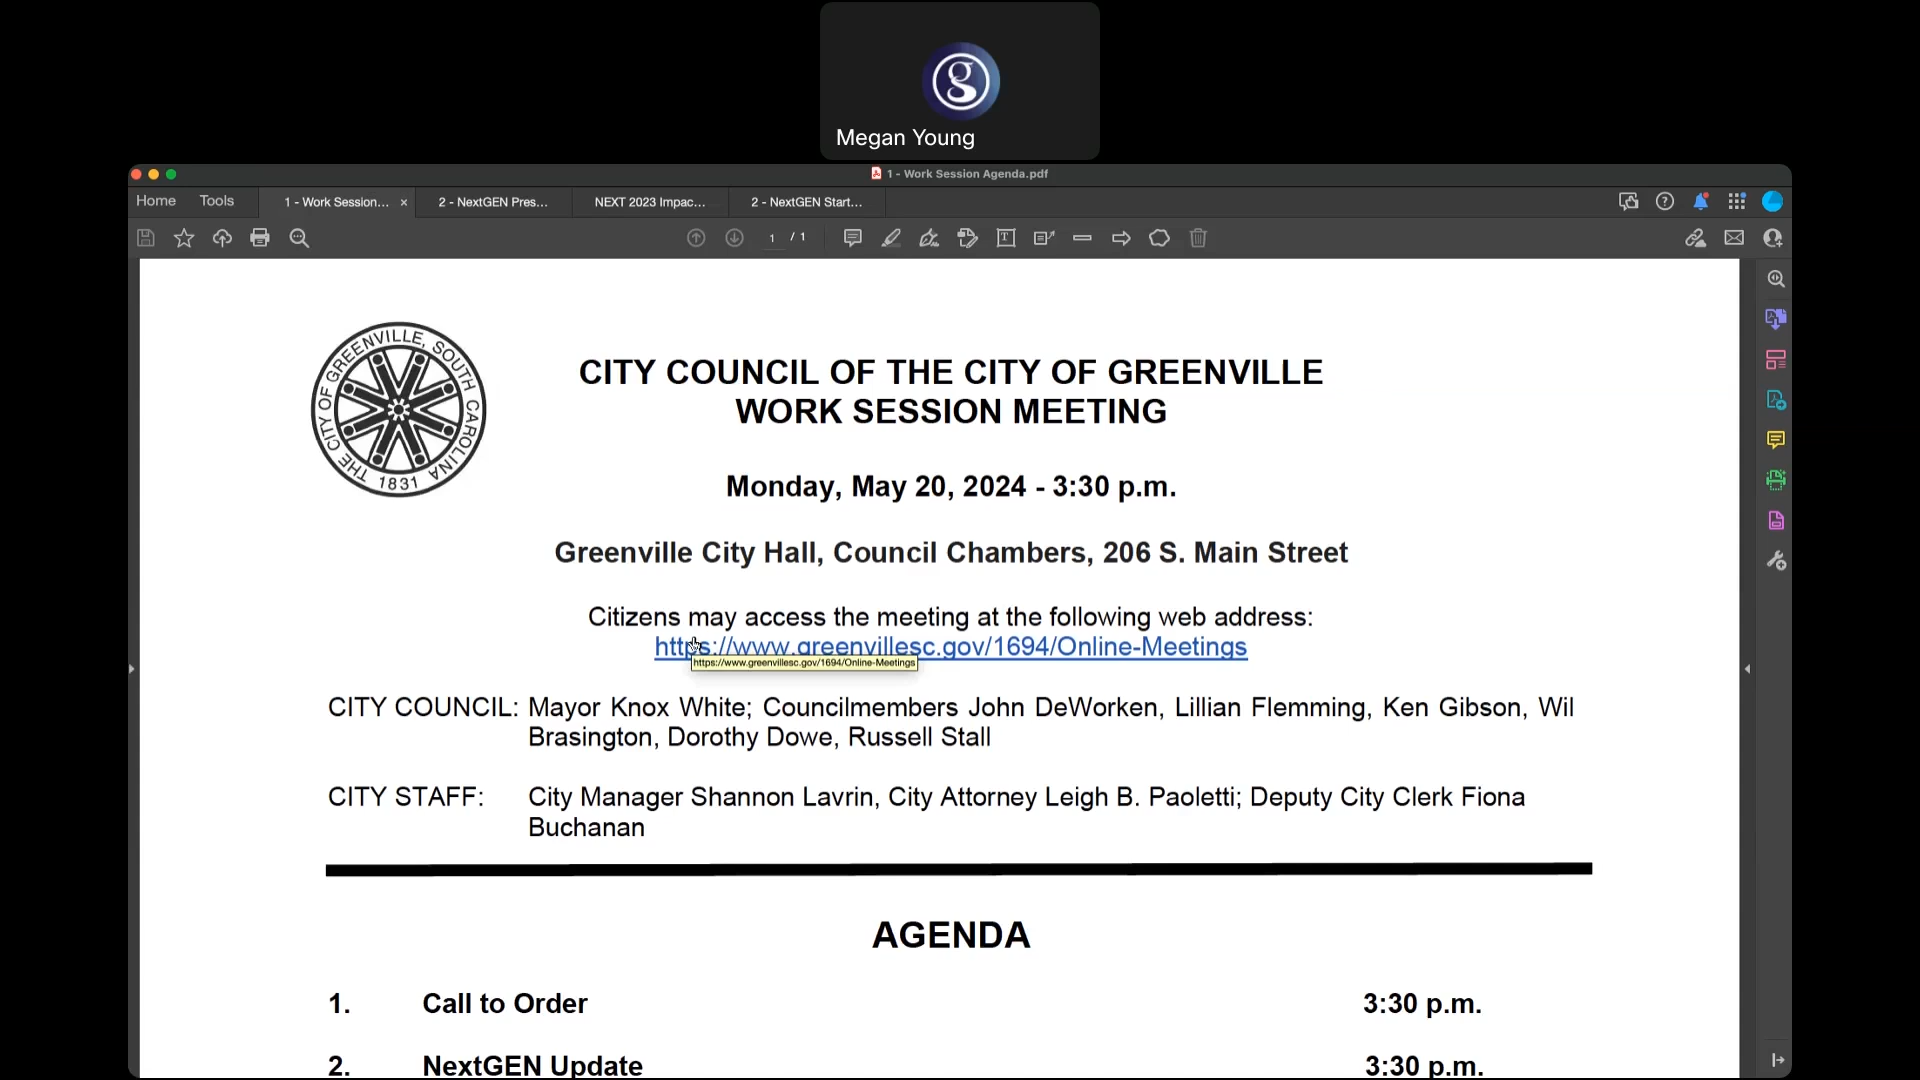 g
Megan Young
1 - Work Session Agenda.pdf
Home
Tools
1 - Work Session...
×
2 - NextGEN Pres...
NEXT 2023 Impac...
2 - NextGEN Start...
1 / 1
THE CITY OF GREENVILLE, SOUTH CAROLINA
1831
CITY COUNCIL OF THE CITY OF GREENVILLE
WORK SESSION MEETING
Monday, May 20, 2024 - 3:30 p.m.
Greenville City Hall, Council Chambers, 206 S. Main Street
Citizens may access the meeting at the following web address:
https://www.greenvillesc.gov/1694/Online-Meetings
https://www.greenvillesc.gov/1694/Online-Meetings
CITY COUNCIL: Mayor Knox White; Councilmembers John DeWorken, Lillian Flemming, Ken Gibson, Wil
Brasington, Dorothy Dowe, Russell Stall
CITY STAFF: City Manager Shannon Lavrin, City Attorney Leigh B. Paoletti; Deputy City Clerk Fiona
Buchanan
AGENDA
1. Call to Order 3:30 p.m.
2. NextGEN Update 3:30 p.m.